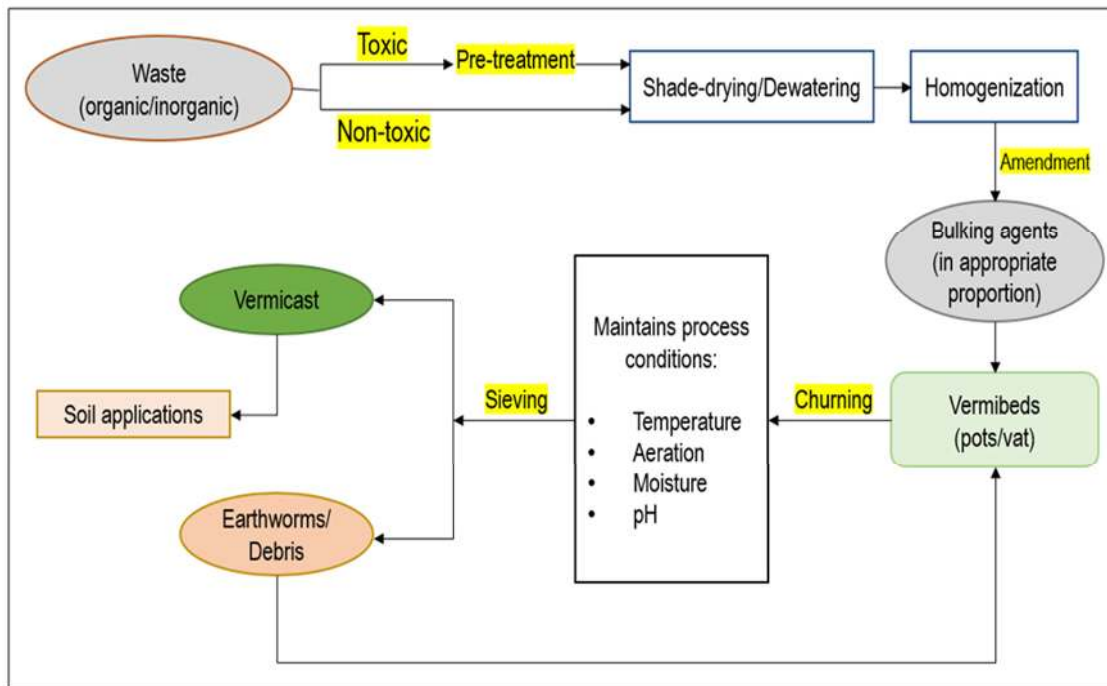 Waste
(organic/inorganic)
Toxic
Pre-treatment
Non-toxic
Shade-drying/Dewatering
Homogenization
Amendment
Bulking agents
(in appropriate
proportion)
Vermibeds
(pots/vat)
Churning
Maintains process
conditions:
• Temperature
• Aeration
• Moisture
• pH
Sieving
Vermicast
Soil applications
Earthworms/
Debris